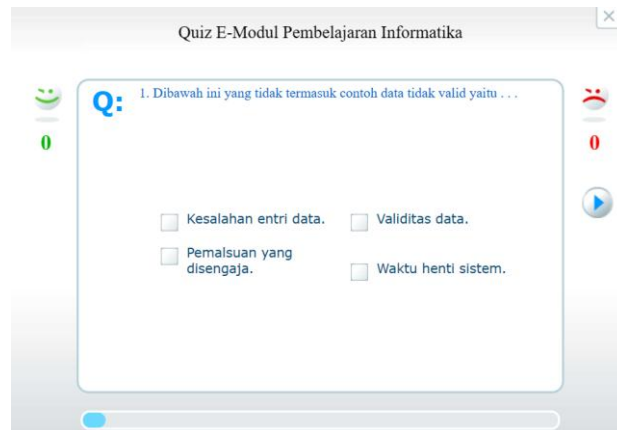 Quiz E-Modul Pembelajaran Informatika
Q:
1. Dibawah ini yang tidak termasuk contoh data tidak valid yaitu . . .
0
0
Kesalahan entri data.
Validitas data.
Pemalsuan yang
disengaja.
Waktu henti sistem.